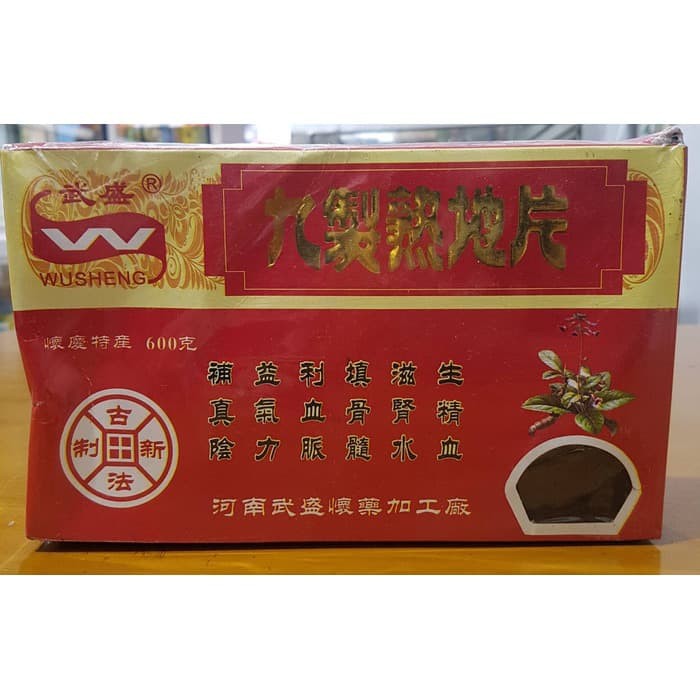 武盛®
WUSHENG
九製熟地片
懷慶特産 600克
生精血
滋腎水
填骨髓
利血脈
益氣力
補真陰
古法新制
河南武盛懷藥加工廠